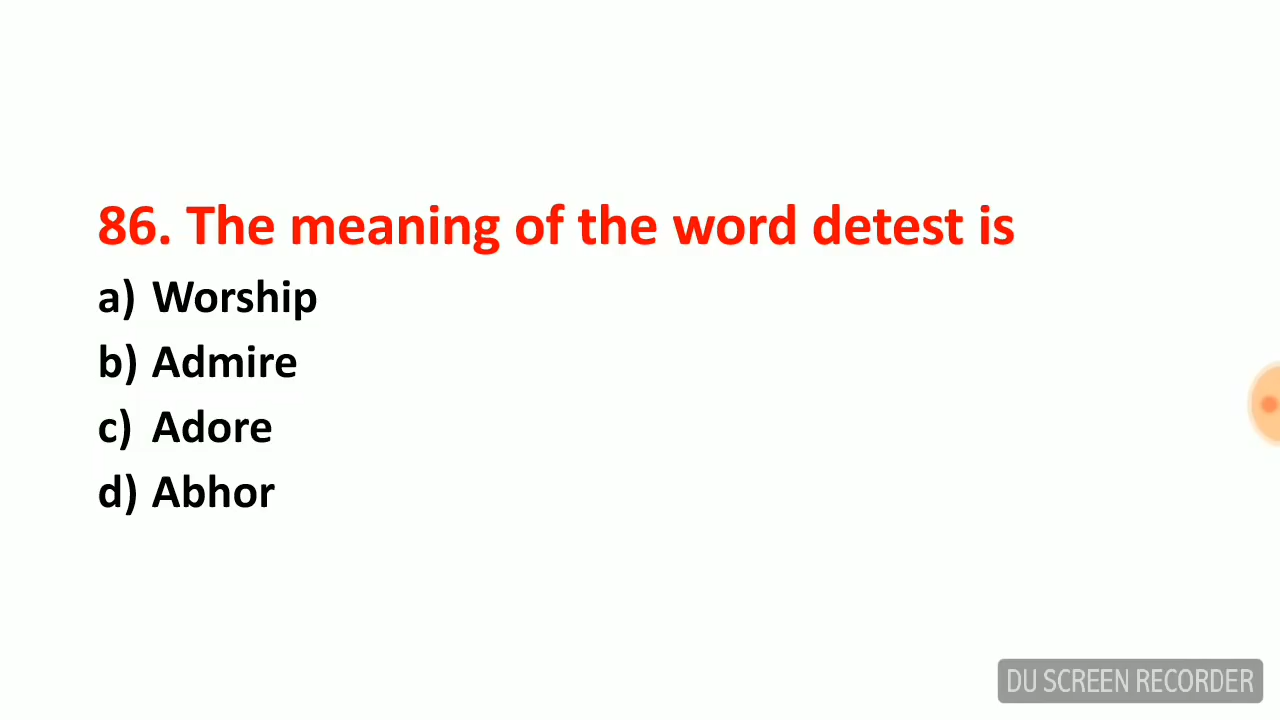 86. The meaning of the word detest is
a) Worship
b) Admire
c) Adore
d) Abhor
DU SCREEN RECORDER